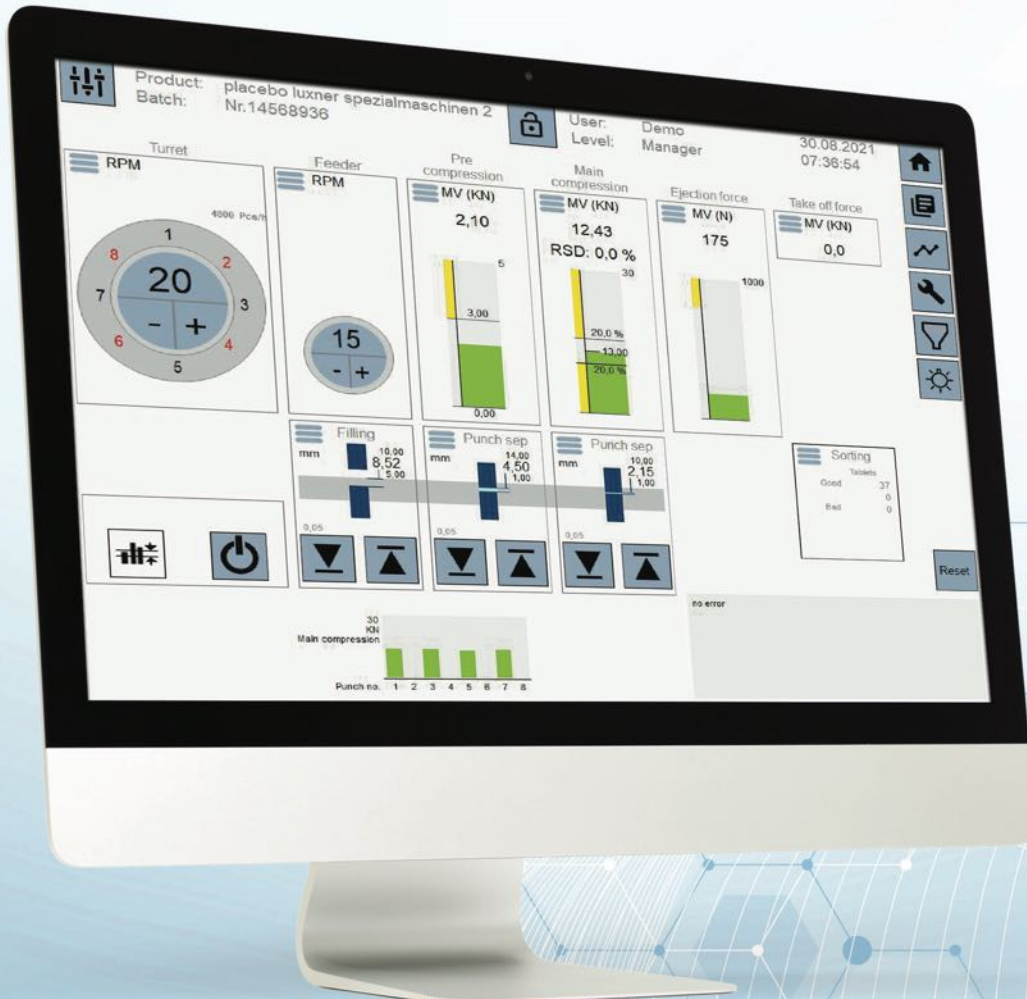 Product: placebo luxner spezialmaschinen 2
Batch: Nr.14568936
User: Demo
Level: Manager
30.08.2021
07:36:54
Turret
RPM
4800 Pcs/h
1
2
3
4
5
6
7
8
20
- +
Feeder
RPM
15
- +
Pre
compression
MV (KN)
2,10
5
3,00
0,00
Main
compression
MV (KN)
12,43
RSD: 0,0 %
30
20,0 %
13,00
20,0 %
Ejection force
MV (N)
175
1000
Take off force
MV (KN)
0,0
Filling
mm
10,00
8,52
5,00
0,05
Punch sep
mm
14,00
4,50
1,00
0,05
Punch sep
mm
10,00
2,15
1,00
0,05
Sorting
Tablets
Good 37
0
Bad 0
Reset
30
KN
Main compression
Punch no. 1 2 3 4 5 6 7 8
no error